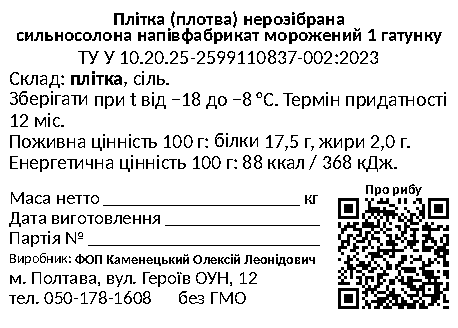 Плітка (плотва) нерозібрана
сильносолона напівфабрикат морожений 1 гатунку
ТУ У 10.20.25-2599110837-002:2023
Склад: плітка, сіль.
Зберігати при t від −18 до −8 °С. Термін придатності
12 міс.
Поживна цінність 100 г: білки 17,5 г, жири 2,0 г.
Енергетична цінність 100 г: 88 ккал / 368 кДж.
Маса нетто ____________________ кг
Дата виготовлення ________________
Партія № ________________________
Про рибу
Виробник: ФОП Каменецький Олексій Леонідович
м. Полтава, вул. Героїв ОУН, 12
тел. 050-178-1608 без ГМО